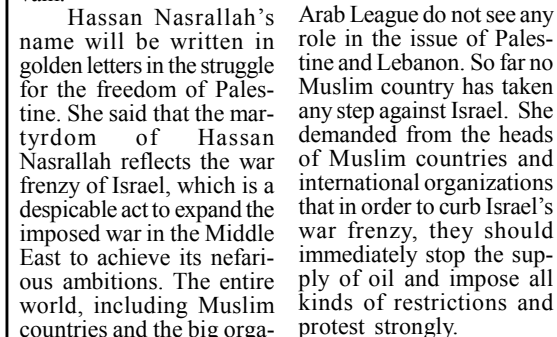 Hassan Nasrallah's
name will be written in
golden letters in the struggle
for the freedom of Pales-
tine. She said that the mar-
tyrdom of Hassan
Nasrallah reflects the war
frenzy of Israel, which is a
despicable act to expand the
imposed war in the Middle
East to achieve its nefari-
ous ambitions. The entire
world, including Muslim
countries and the big orga-
Arab League do not see any
role in the issue of Pales-
tine and Lebanon. So far no
Muslim country has taken
any step against Israel. She
demanded from the heads
of Muslim countries and
international organizations
that in order to curb Israel's
war frenzy, they should
immediately stop the sup-
ply of oil and impose all
kinds of restrictions and
protest strongly.